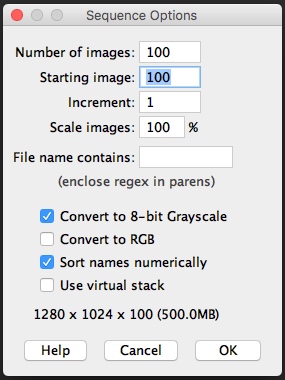 Sequence Options
Number of images: 100
Starting image: 100
Increment: 1
Scale images: 100 %
File name contains:
(enclose regex in parens)
Convert to 8-bit Grayscale
Convert to RGB
Sort names numerically
Use virtual stack
1280 x 1024 x 100 (500.0MB)
Help Cancel OK